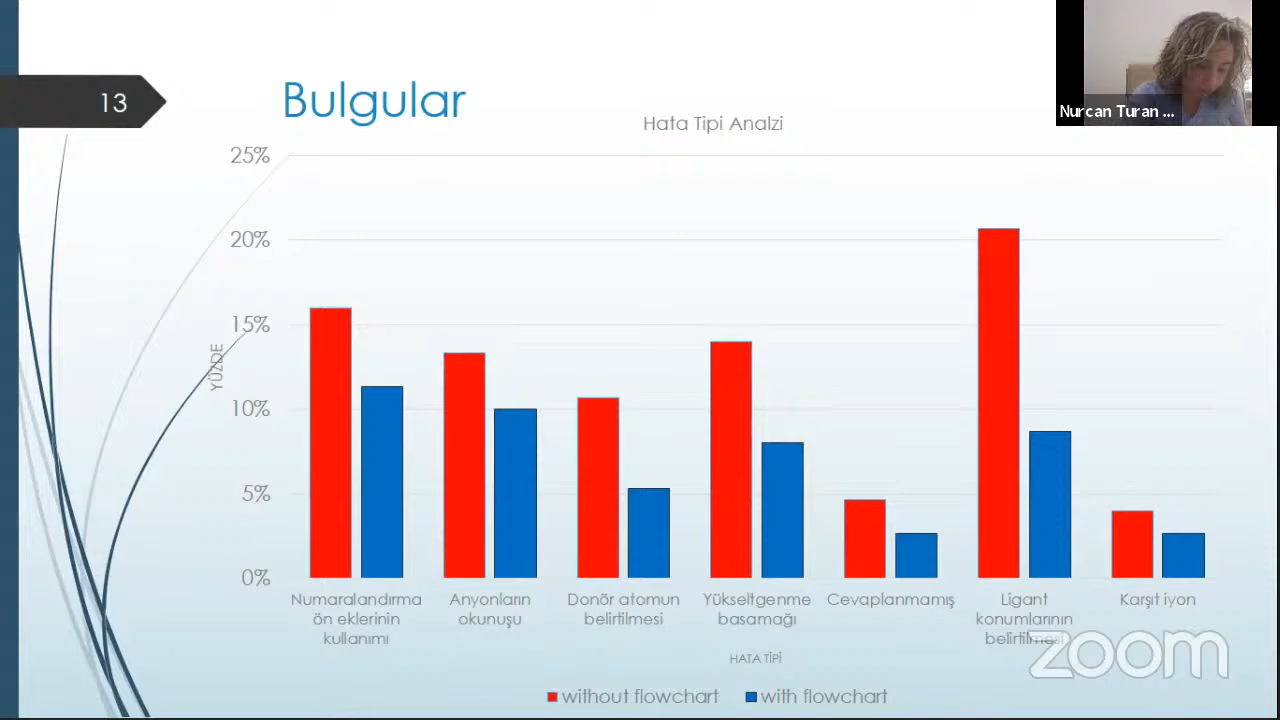 13
Bulgular
Nurcan Turan ...
Hata Tipi Analzi
25%
20%
15%
10%
5%
0%
YÜZDE
Numaralandırma
ön eklerinin
kullanımı
Anyonların
okunuşu
Donör atomun
belirtilmesi
Yükseltgenme
basamağı
Cevaplanmamış
Ligant
konumlarının
belirtilmesi
Karşıt iyon
HATA TİPİ
without flowchart
with flowchart
zoom